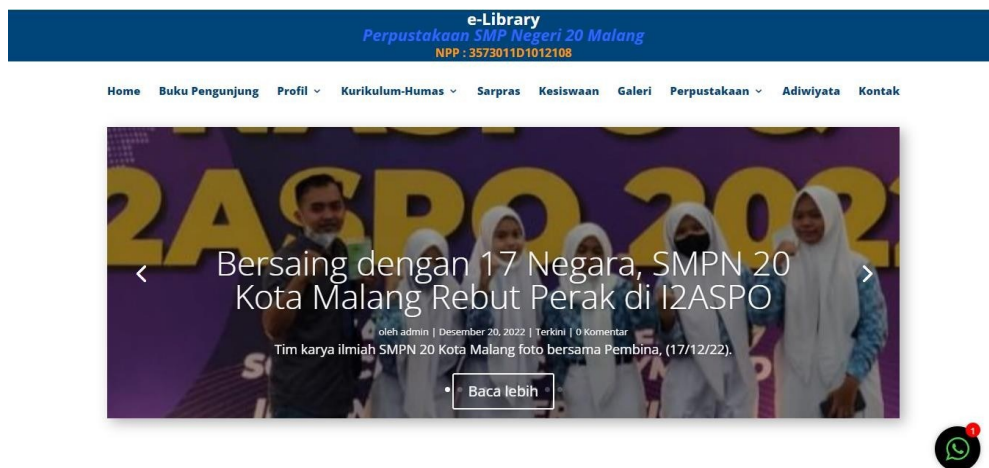 e-Library
Perpustakaan SMP Negeri 20 Malang
NPP : 3573011D1012108
Home Buku Pengunjung Profil Kurikulum-Humas Sarpras Kesiswaan Galeri Perpustakaan Adiwiyata Kontak
2ASPO 202
Bersaing dengan 17 Negara, SMPN 20
Kota Malang Rebut Perak di I2ASPO
oleh admin | Desember 20, 2022 | Terkini | 0 Komentar
Tim karya ilmiah SMPN 20 Kota Malang foto bersama Pembina, (17/12/22).
Baca lebih
1